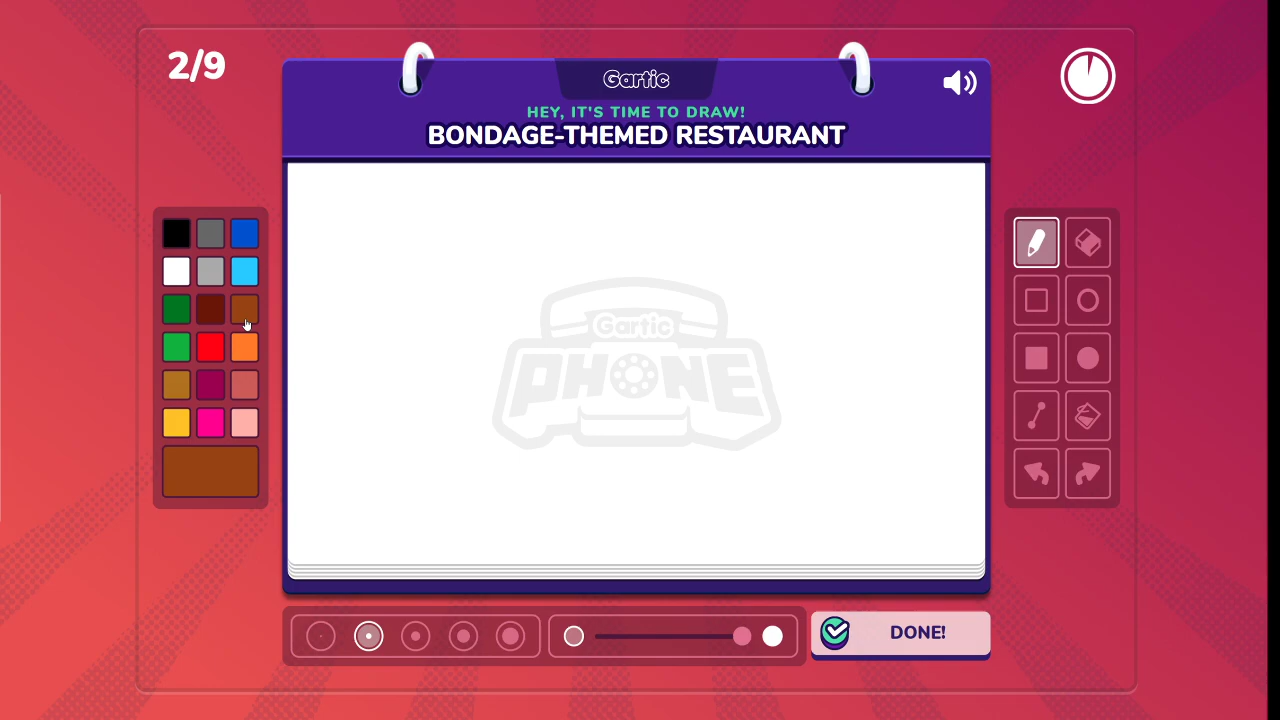 2/9
Gartic
HEY, IT'S TIME TO DRAW!
BONDAGE-THEMED RESTAURANT
Gartic
PHONE
DONE!